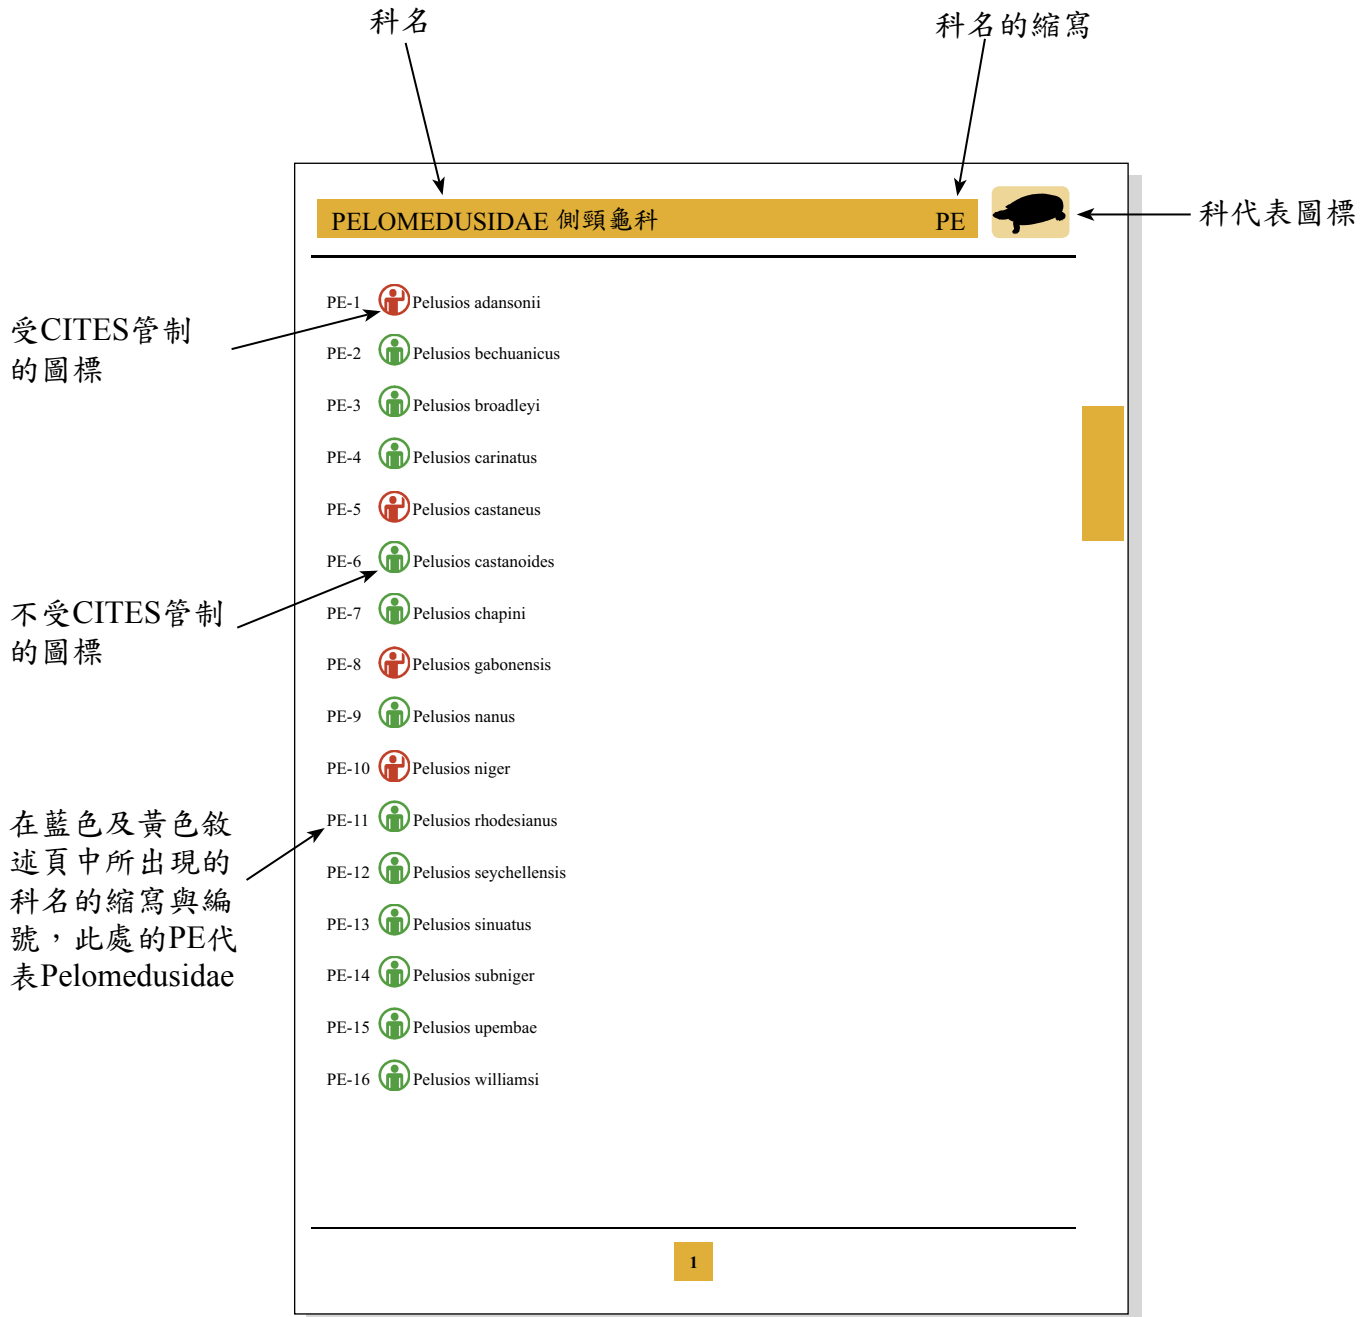 科名
科名的縮寫
PELOMEDUSIDAE 側頸龜科 PE
科代表圖標
受CITES管制
的圖標
不受CITES管制
的圖標
在藍色及黃色敘
述頁中所出現的
科名的縮寫與編
號，此處的PE代
表Pelomedusidae
PE-1 Pelusios adansonii
PE-2 Pelusios bechuanicus
PE-3 Pelusios broadleyi
PE-4 Pelusios carinatus
PE-5 Pelusios castaneus
PE-6 Pelusios castanoides
PE-7 Pelusios chapini
PE-8 Pelusios gabonensis
PE-9 Pelusios nanus
PE-10 Pelusios niger
PE-11 Pelusios rhodesianus
PE-12 Pelusios seychellensis
PE-13 Pelusios sinuatus
PE-14 Pelusios subniger
PE-15 Pelusios upembae
PE-16 Pelusios williamsi
1